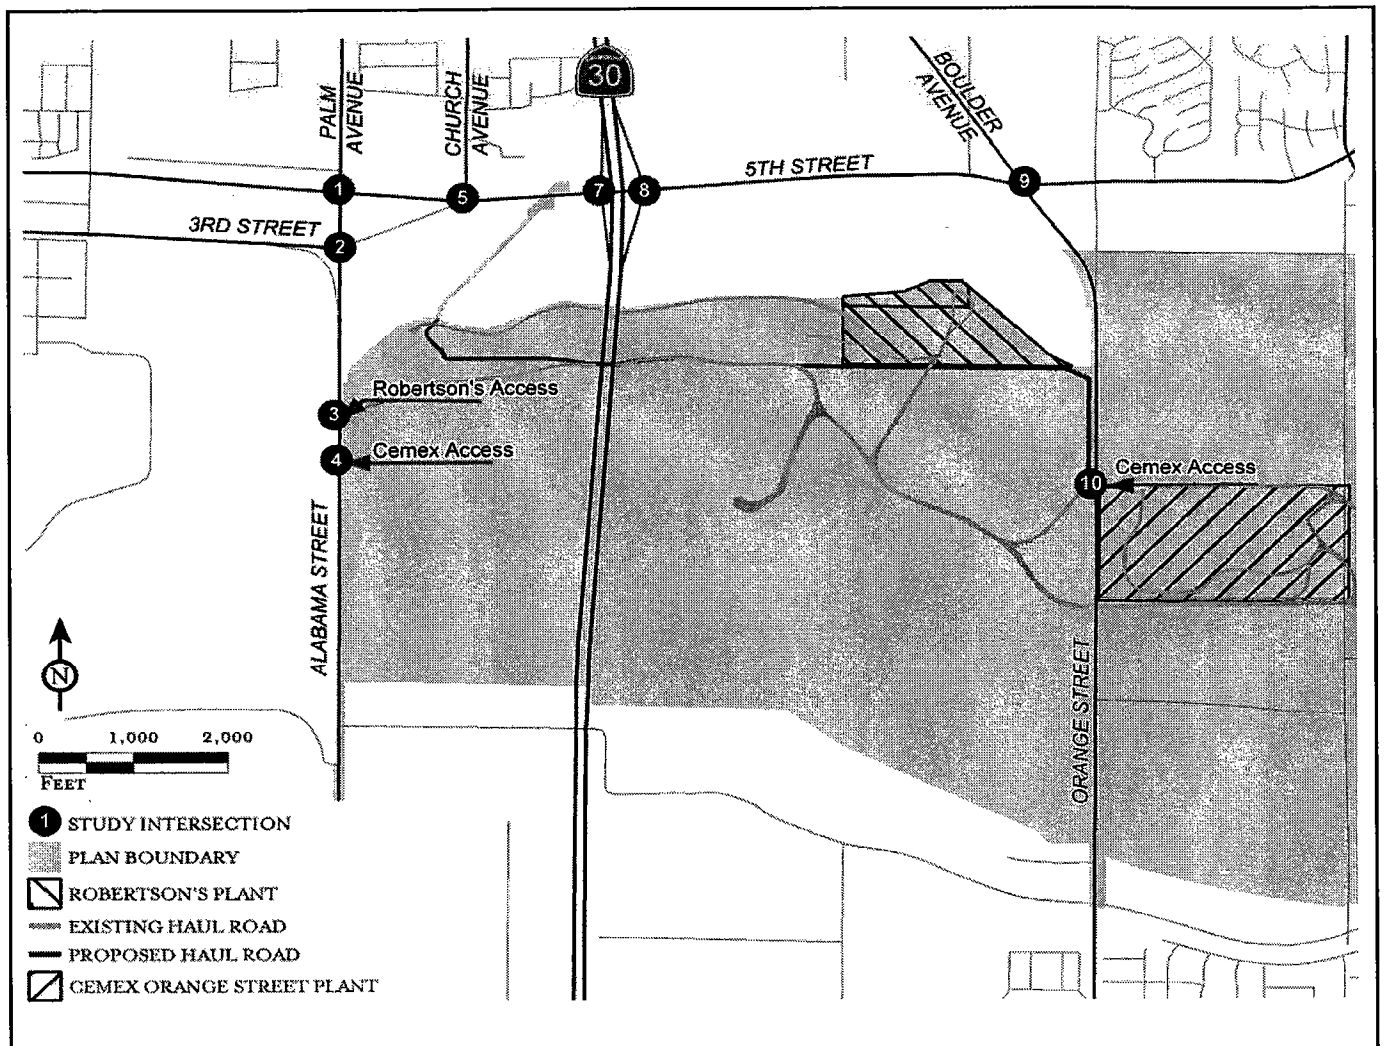 30
PALM
AVENUE
CHURCH
AVENUE
BOULDER
AVENUE
5TH STREET
1
5
7
8
9
3RD STREET
2
Robertson's Access
3
Cemex Access
4
10
Cemex Access
ALABAMA STREET
ORANGE STREET
N
0 1,000 2,000
FEET
1 STUDY INTERSECTION
PLAN BOUNDARY
ROBERTSON'S PLANT
EXISTING HAUL ROAD
PROPOSED HAUL ROAD
CEMEX ORANGE STREET PLANT